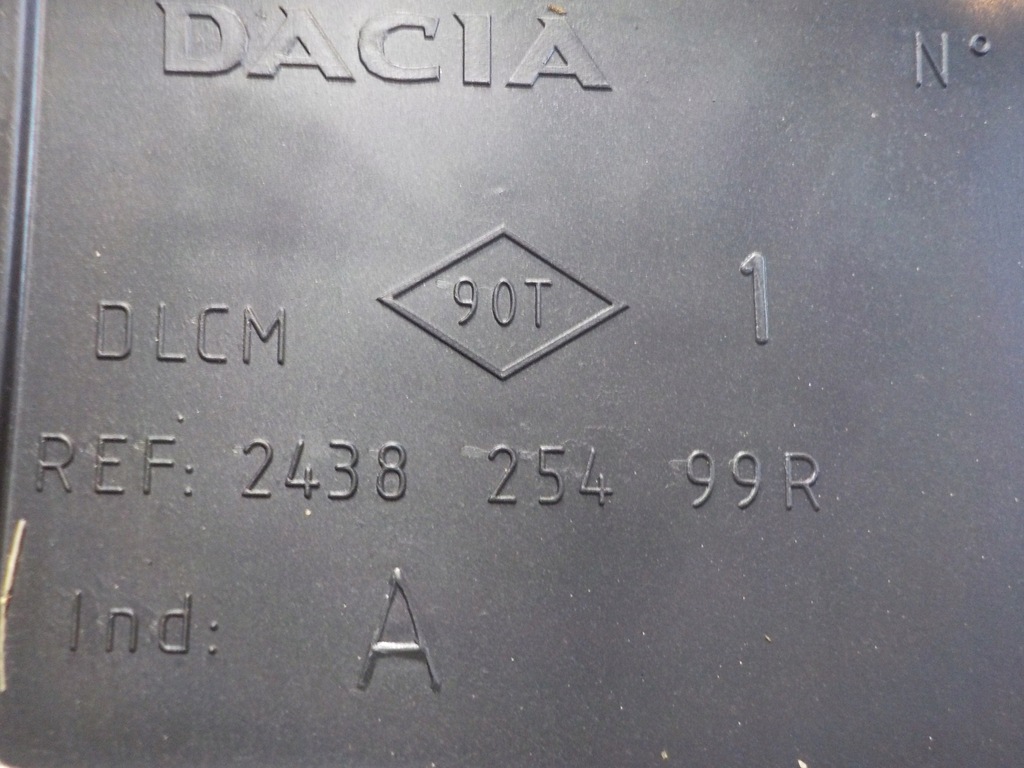 DACIA N°
DLCM 90T 1
REF: 2438 254 99R
Ind: A